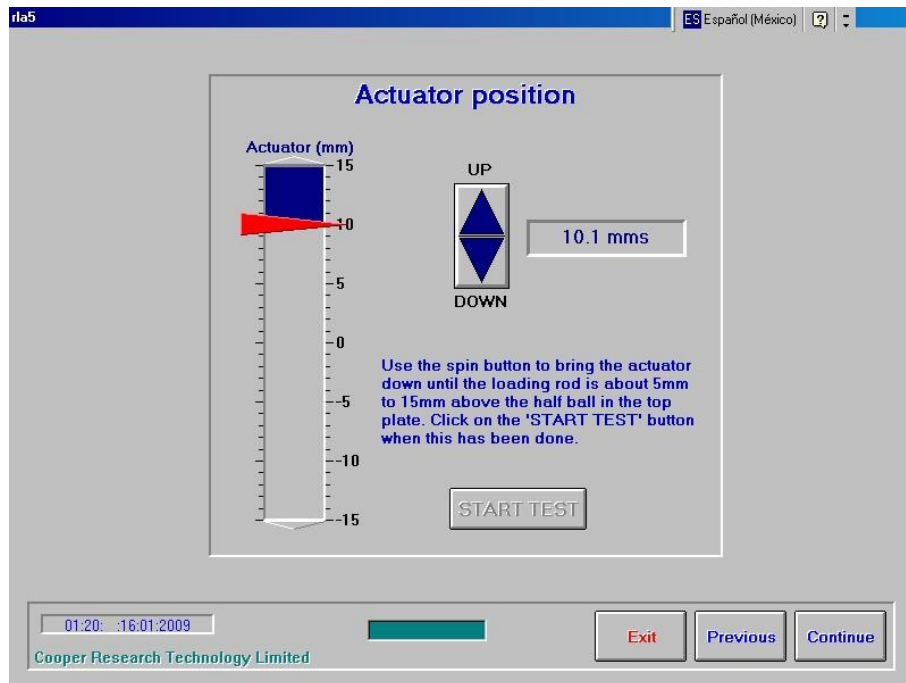 rla5
ES Español (México)
Actuator position
Actuator (mm)
15
10
5
0
-5
-10
-15
UP
10.1 mms
DOWN
Use the spin button to bring the actuator
down until the loading rod is about 5mm
to 15mm above the half ball in the top
plate. Click on the 'START TEST' button
when this has been done.
START TEST
01:20: :16:01:2009
Cooper Research Technology Limited
Exit
Previous
Continue